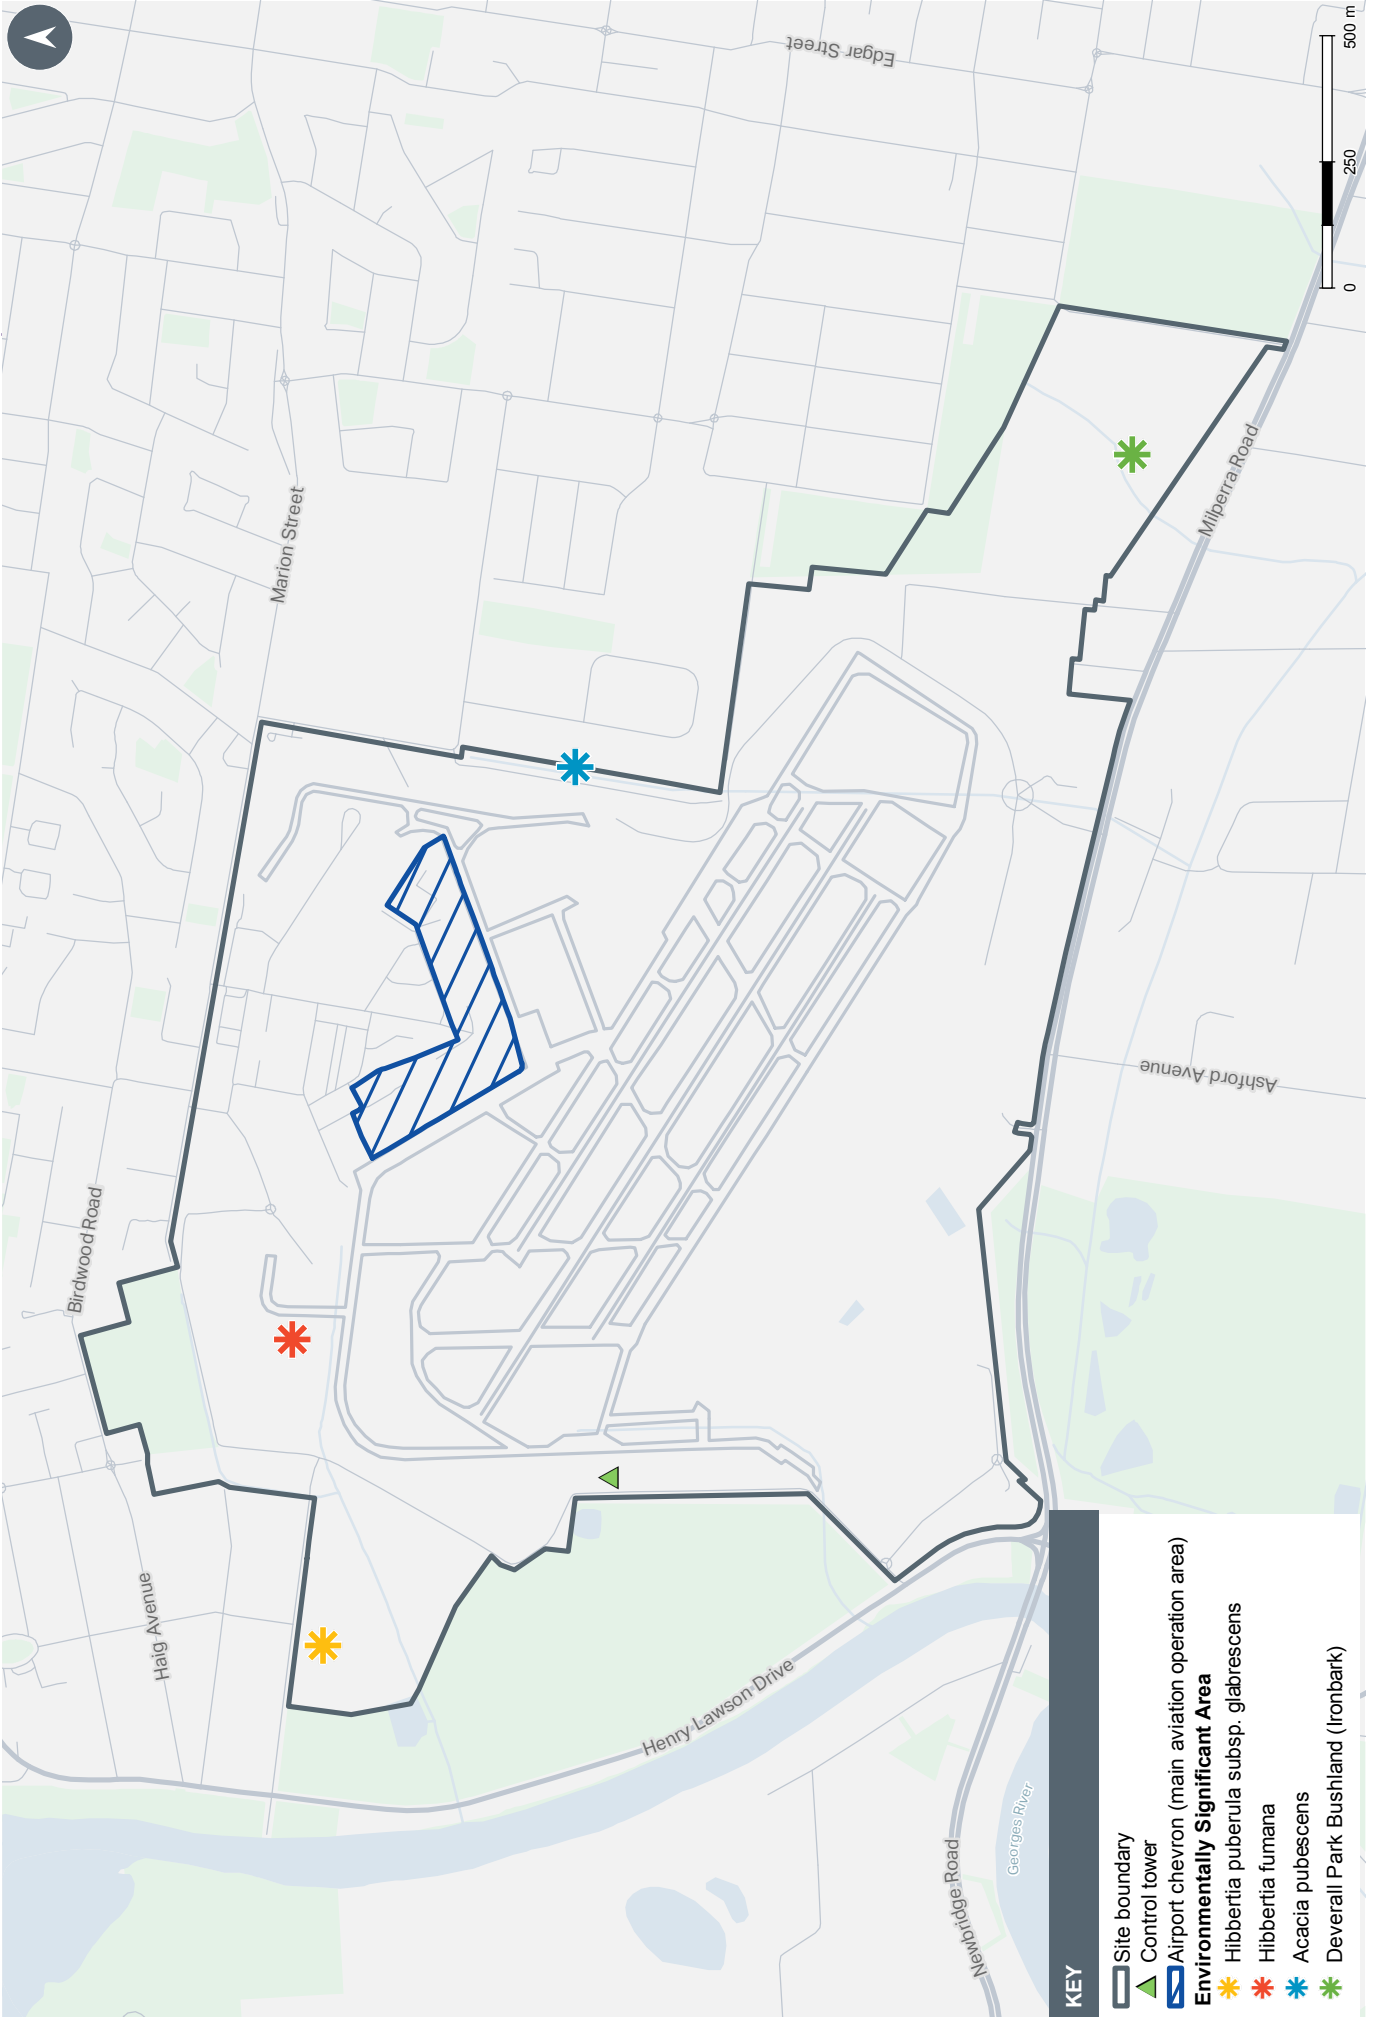 Edgar Street
Marion Street
Birdwood Road
Haig Avenue
Milperra Road
Ashford Avenue
Henry Lawson Drive
Newbridge Road
Georges River
0 250 500 m
KEY
Site boundary
Control tower
Airport chevron (main aviation operation area)
Environmentally Significant Area
Hibbertia puberula subsp. glabrescens
Hibbertia fumana
Acacia pubescens
Deverall Park Bushland (Ironbark)